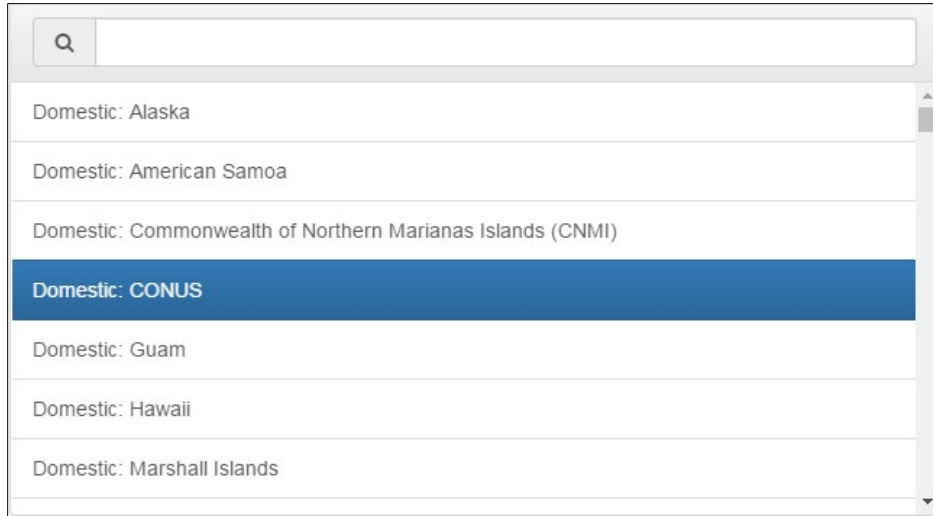 Domestic: Alaska
Domestic: American Samoa
Domestic: Commonwealth of Northern Marianas Islands (CNMI)
Domestic: CONUS
Domestic: Guam
Domestic: Hawaii
Domestic: Marshall Islands